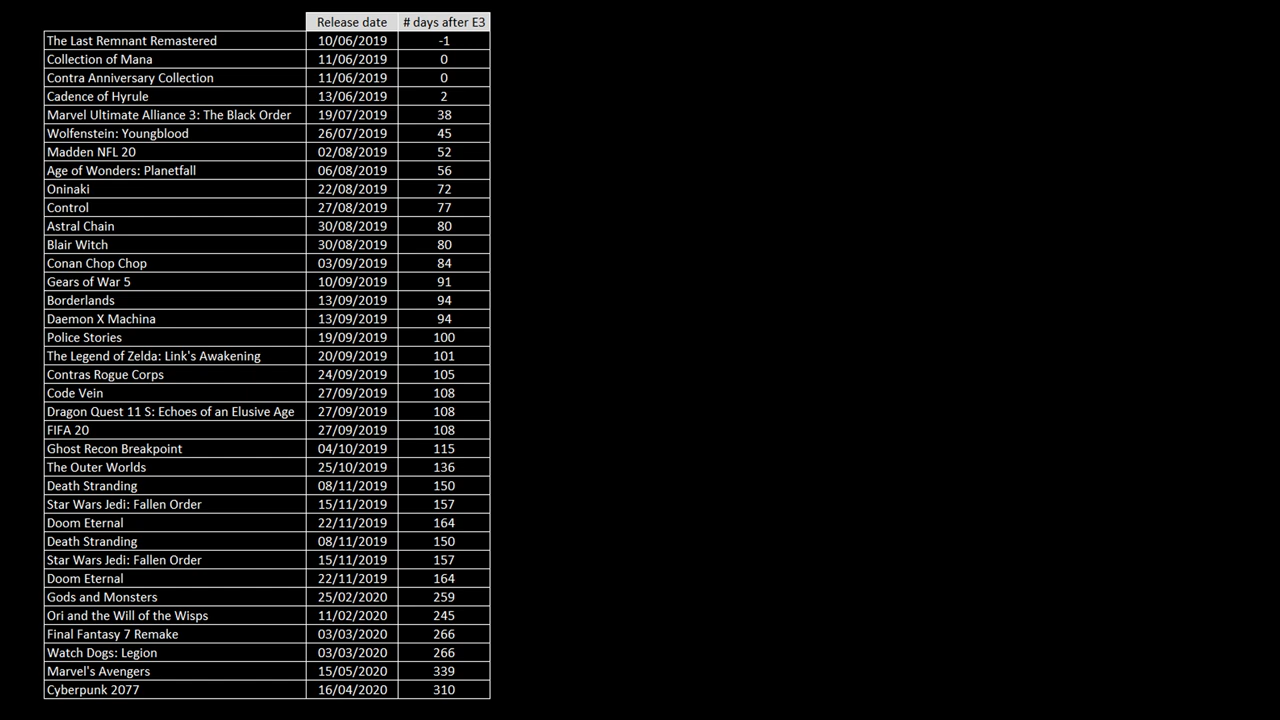 Release date # days after E3
The Last Remnant Remastered 10/06/2019 -1
Collection of Mana 11/06/2019 0
Contra Anniversary Collection 11/06/2019 0
Cadence of Hyrule 13/06/2019 2
Marvel Ultimate Alliance 3: The Black Order 19/07/2019 38
Wolfenstein: Youngblood 26/07/2019 45
Madden NFL 20 02/08/2019 52
Age of Wonders: Planetfall 06/08/2019 56
Oninaki 22/08/2019 72
Control 27/08/2019 77
Astral Chain 30/08/2019 80
Blair Witch 30/08/2019 80
Conan Chop Chop 03/09/2019 84
Gears of War 5 10/09/2019 91
Borderlands 13/09/2019 94
Daemon X Machina 13/09/2019 94
Police Stories 19/09/2019 100
The Legend of Zelda: Link's Awakening 20/09/2019 101
Contras Rogue Corps 24/09/2019 105
Code Vein 27/09/2019 108
Dragon Quest 11 S: Echoes of an Elusive Age 27/09/2019 108
FIFA 20 27/09/2019 108
Ghost Recon Breakpoint 04/10/2019 115
The Outer Worlds 25/10/2019 136
Death Stranding 08/11/2019 150
Star Wars Jedi: Fallen Order 15/11/2019 157
Doom Eternal 22/11/2019 164
Death Stranding 08/11/2019 150
Star Wars Jedi: Fallen Order 15/11/2019 157
Doom Eternal 22/11/2019 164
Gods and Monsters 25/02/2020 259
Ori and the Will of the Wisps 11/02/2020 245
Final Fantasy 7 Remake 03/03/2020 266
Watch Dogs: Legion 03/03/2020 266
Marvel's Avengers 15/05/2020 339
Cyberpunk 2077 16/04/2020 310